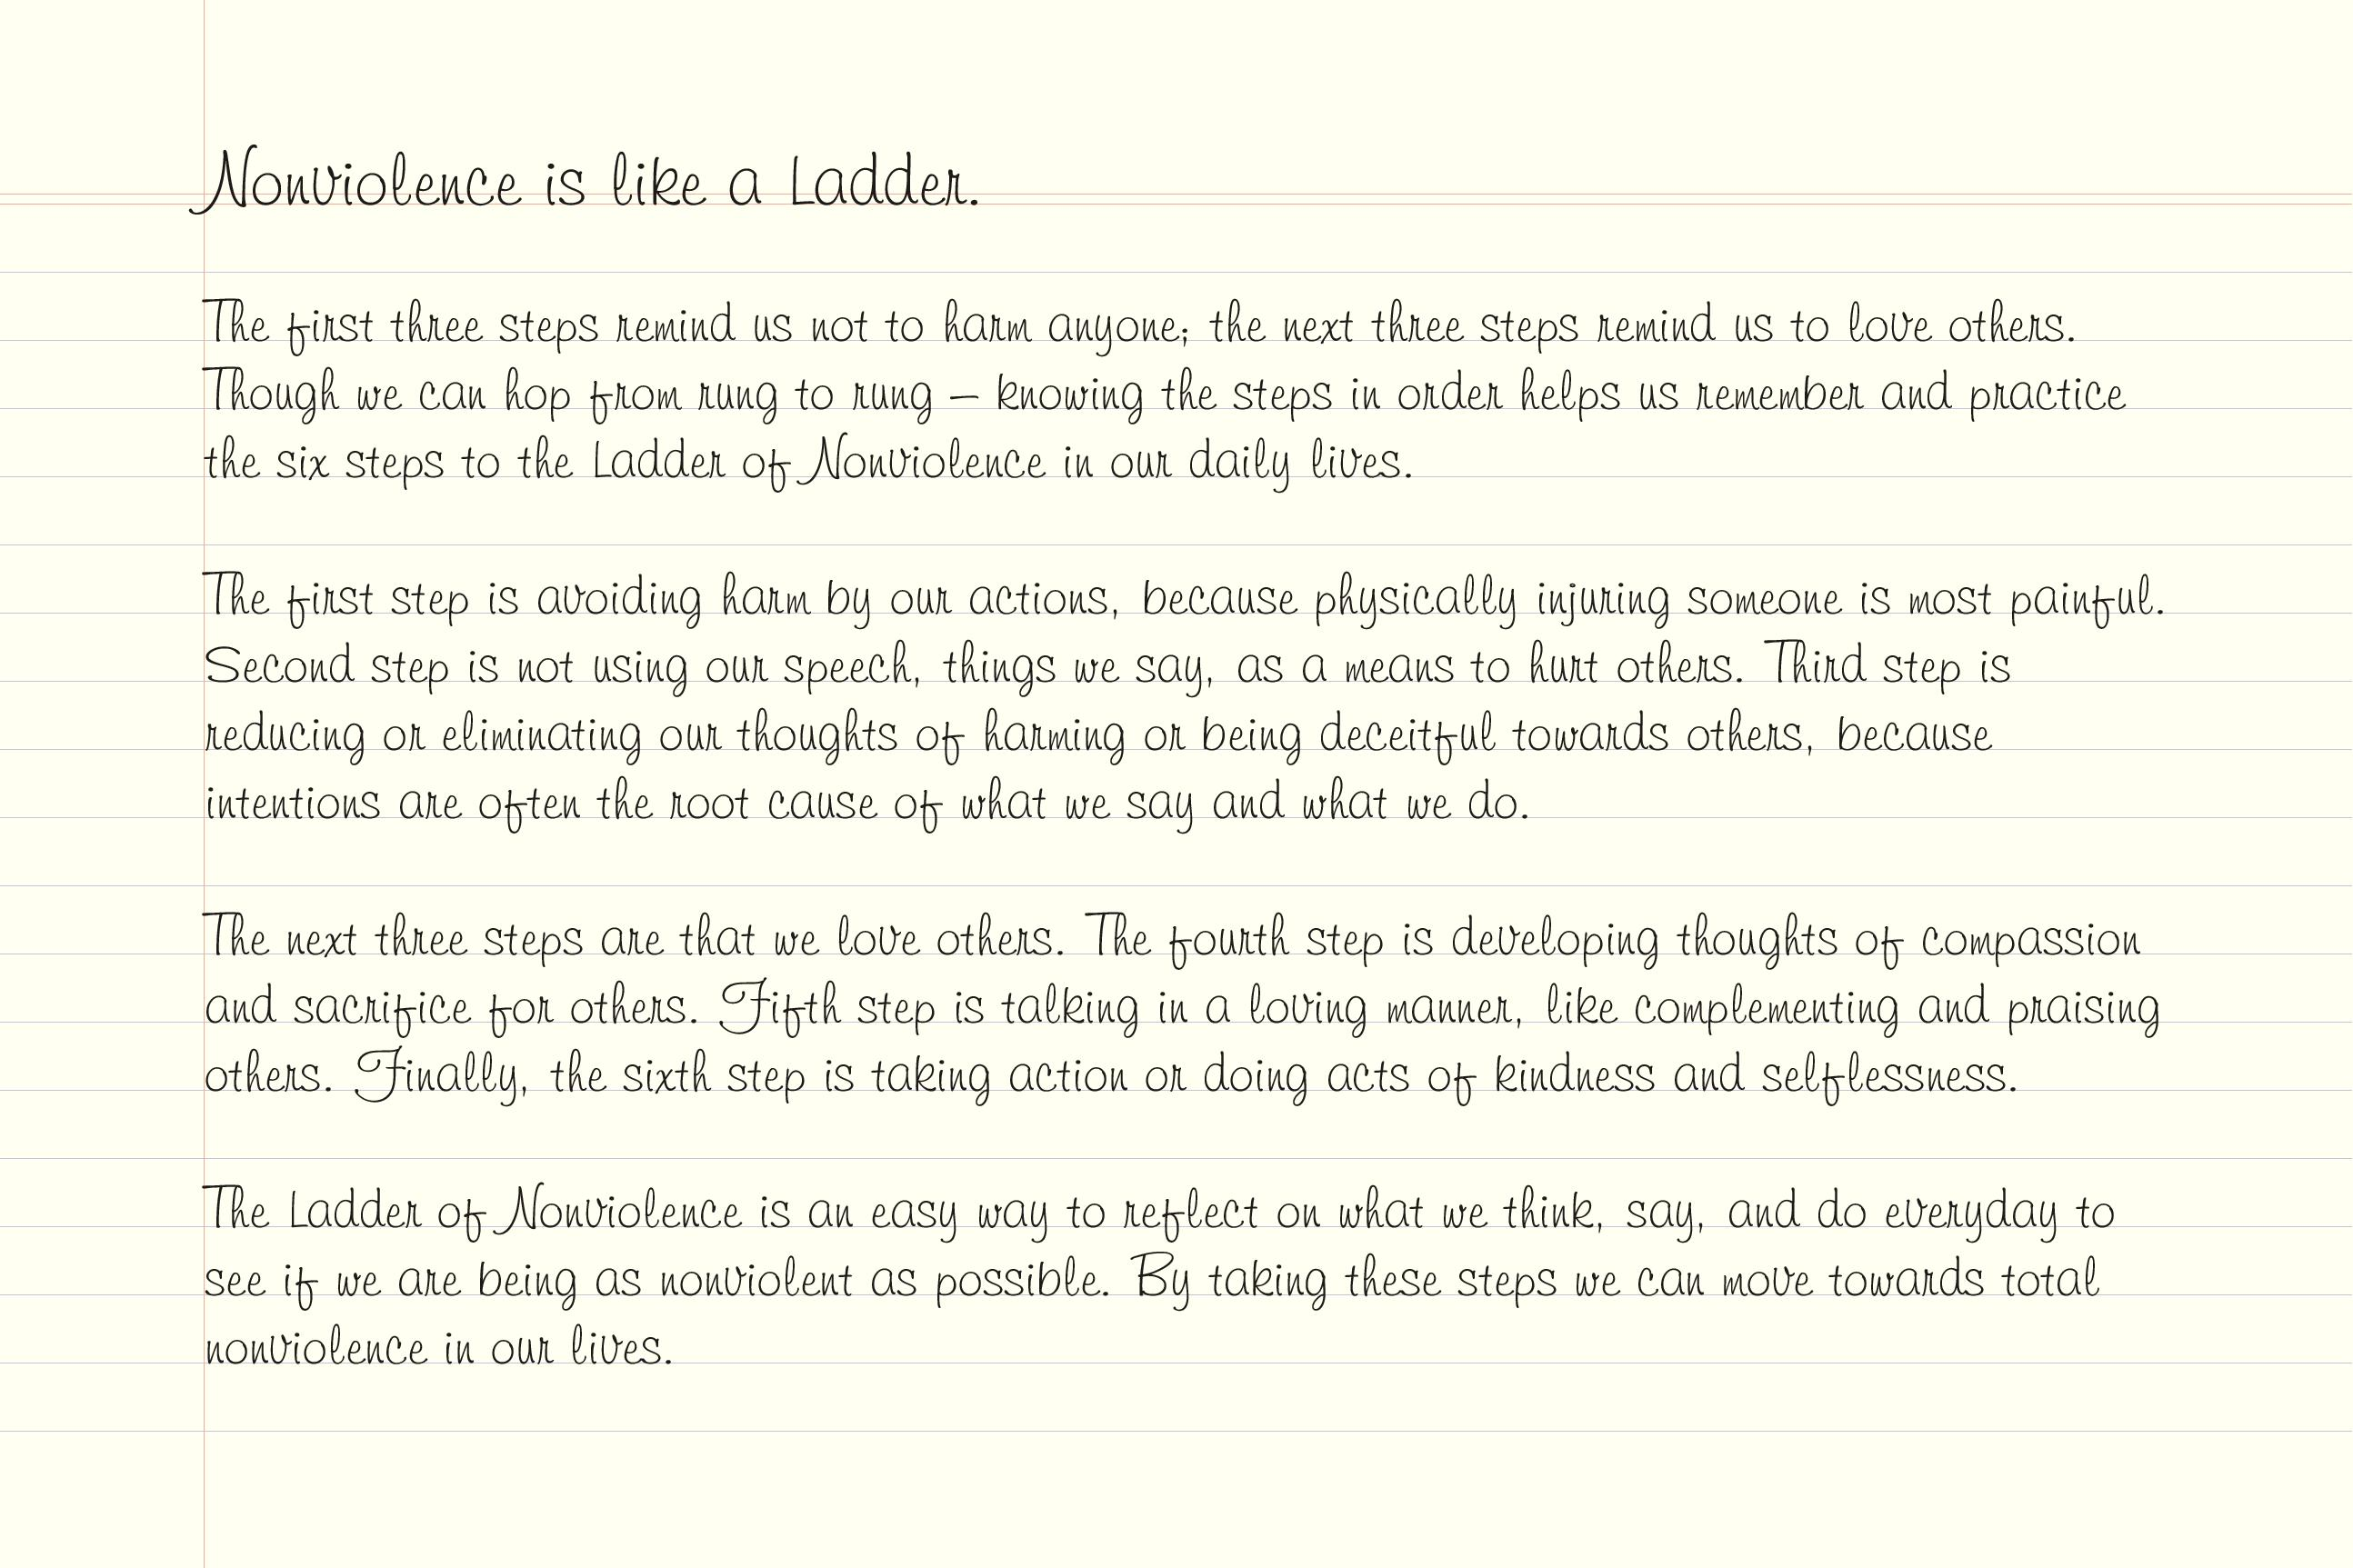 Nonviolence is like a Ladder.
The first three steps remind us not to harm anyone; the next three steps remind us to love others.
Though we can hop from rung to rung – knowing the steps in order helps us remember and practice
the six steps to the Ladder of Nonviolence in our daily lives.
The first step is avoiding harm by our actions, because physically injuring someone is most painful.
Second step is not using our speech, things we say, as a means to hurt others. Third step is
reducing or eliminating our thoughts of harming or being deceitful towards others, because
intentions are often the root cause of what we say and what we do.
The next three steps are that we love others. The fourth step is developing thoughts of compassion
and sacrifice for others. Fifth step is talking in a loving manner, like complementing and praising
others. Finally, the sixth step is taking action or doing acts of kindness and selflessness.
The Ladder of Nonviolence is an easy way to reflect on what we think, say, and do everyday to
see if we are being as nonviolent as possible. By taking these steps we can move towards total
nonviolence in our lives.